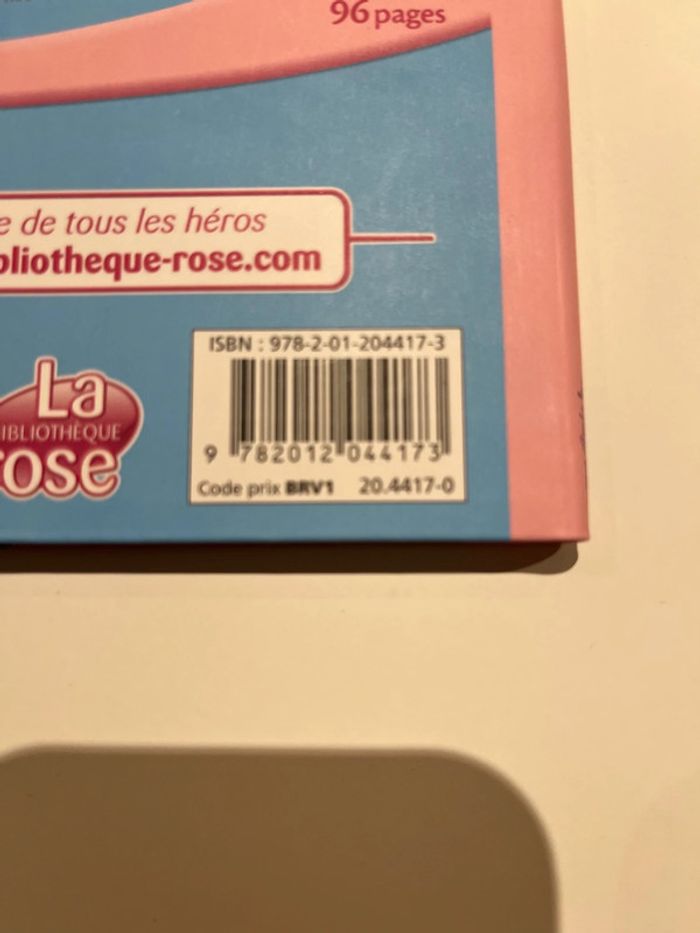 96 pages
e de tous les héros
bliotheque-rose.com
ISBN : 978-2-01-204417-3
9 782012 044173
Code prix BRV1 20.4417-0
La
BIBLIOTHÈQUE
rose